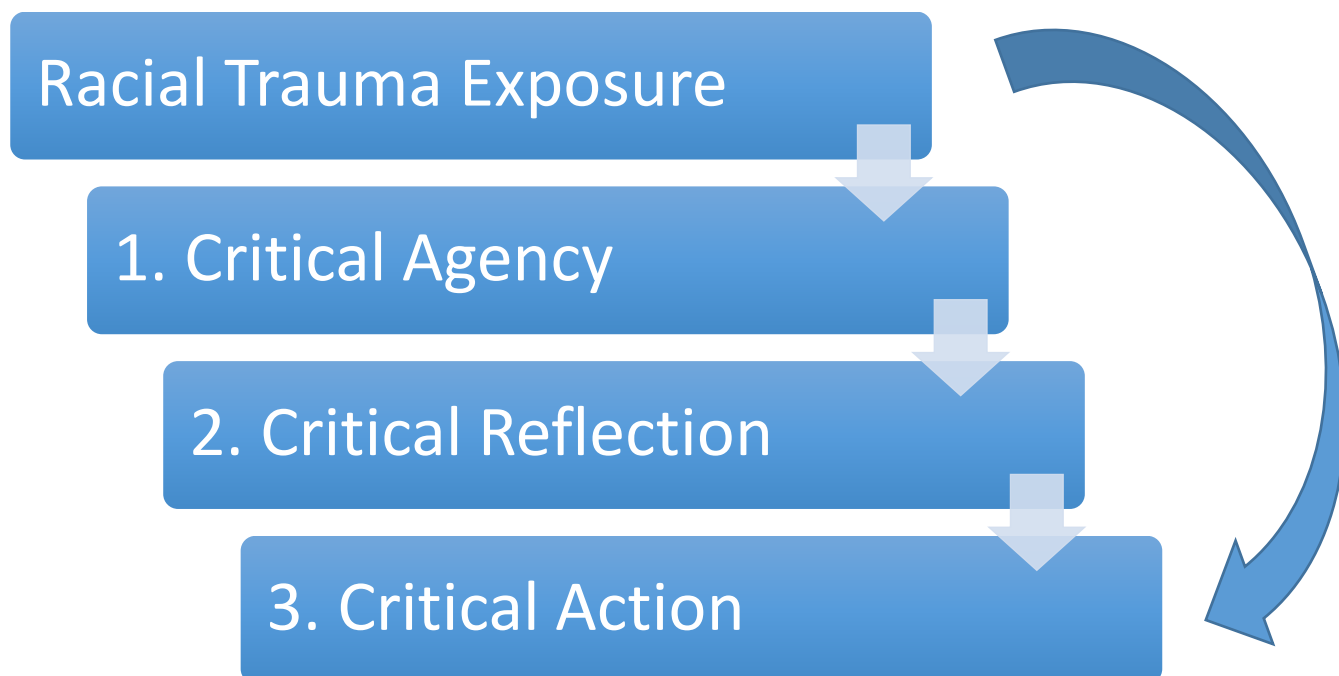 Racial Trauma Exposure
1. Critical Agency
2. Critical Reflection
3. Critical Action